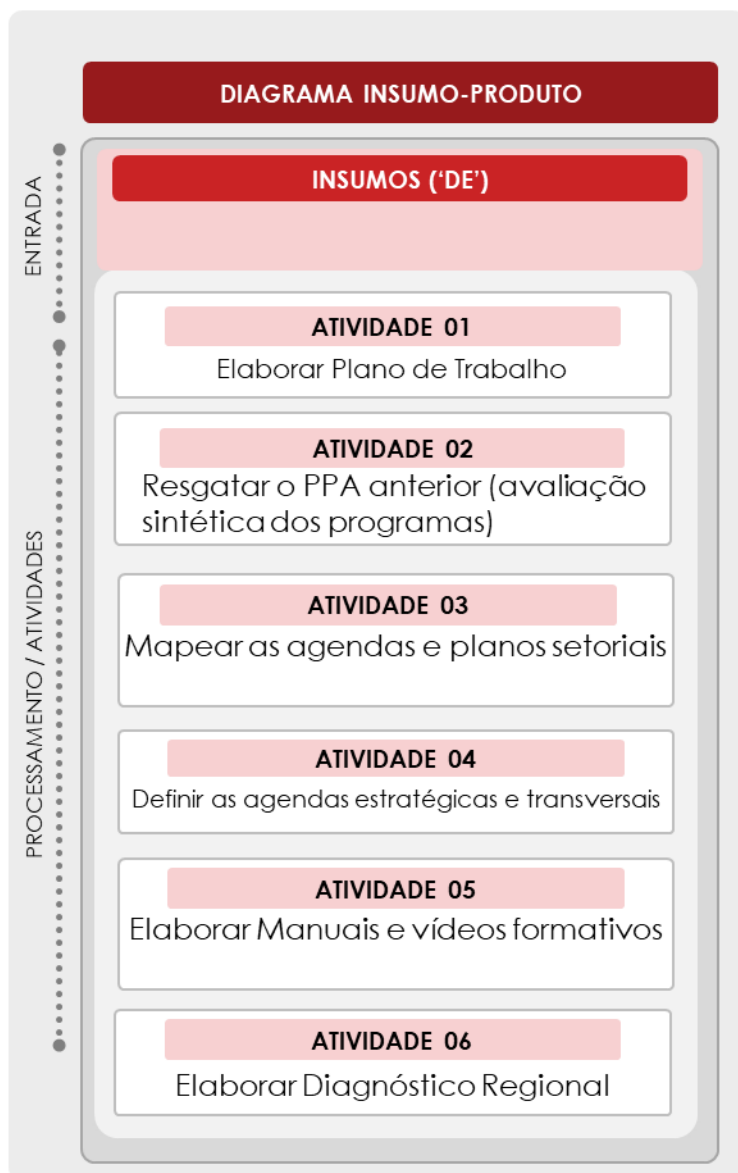 DIAGRAMA INSUMO-PRODUTO
ENTRADA
INSUMOS (‘DE’)
PROCESSAMENTO / ATIVIDADES
ATIVIDADE 01
Elaborar Plano de Trabalho
ATIVIDADE 02
Resgatar o PPA anterior (avaliação
sintética dos programas)
ATIVIDADE 03
Mapear as agendas e planos setoriais
ATIVIDADE 04
Definir as agendas estratégicas e transversais
ATIVIDADE 05
Elaborar Manuais e vídeos formativos
ATIVIDADE 06
Elaborar Diagnóstico Regional